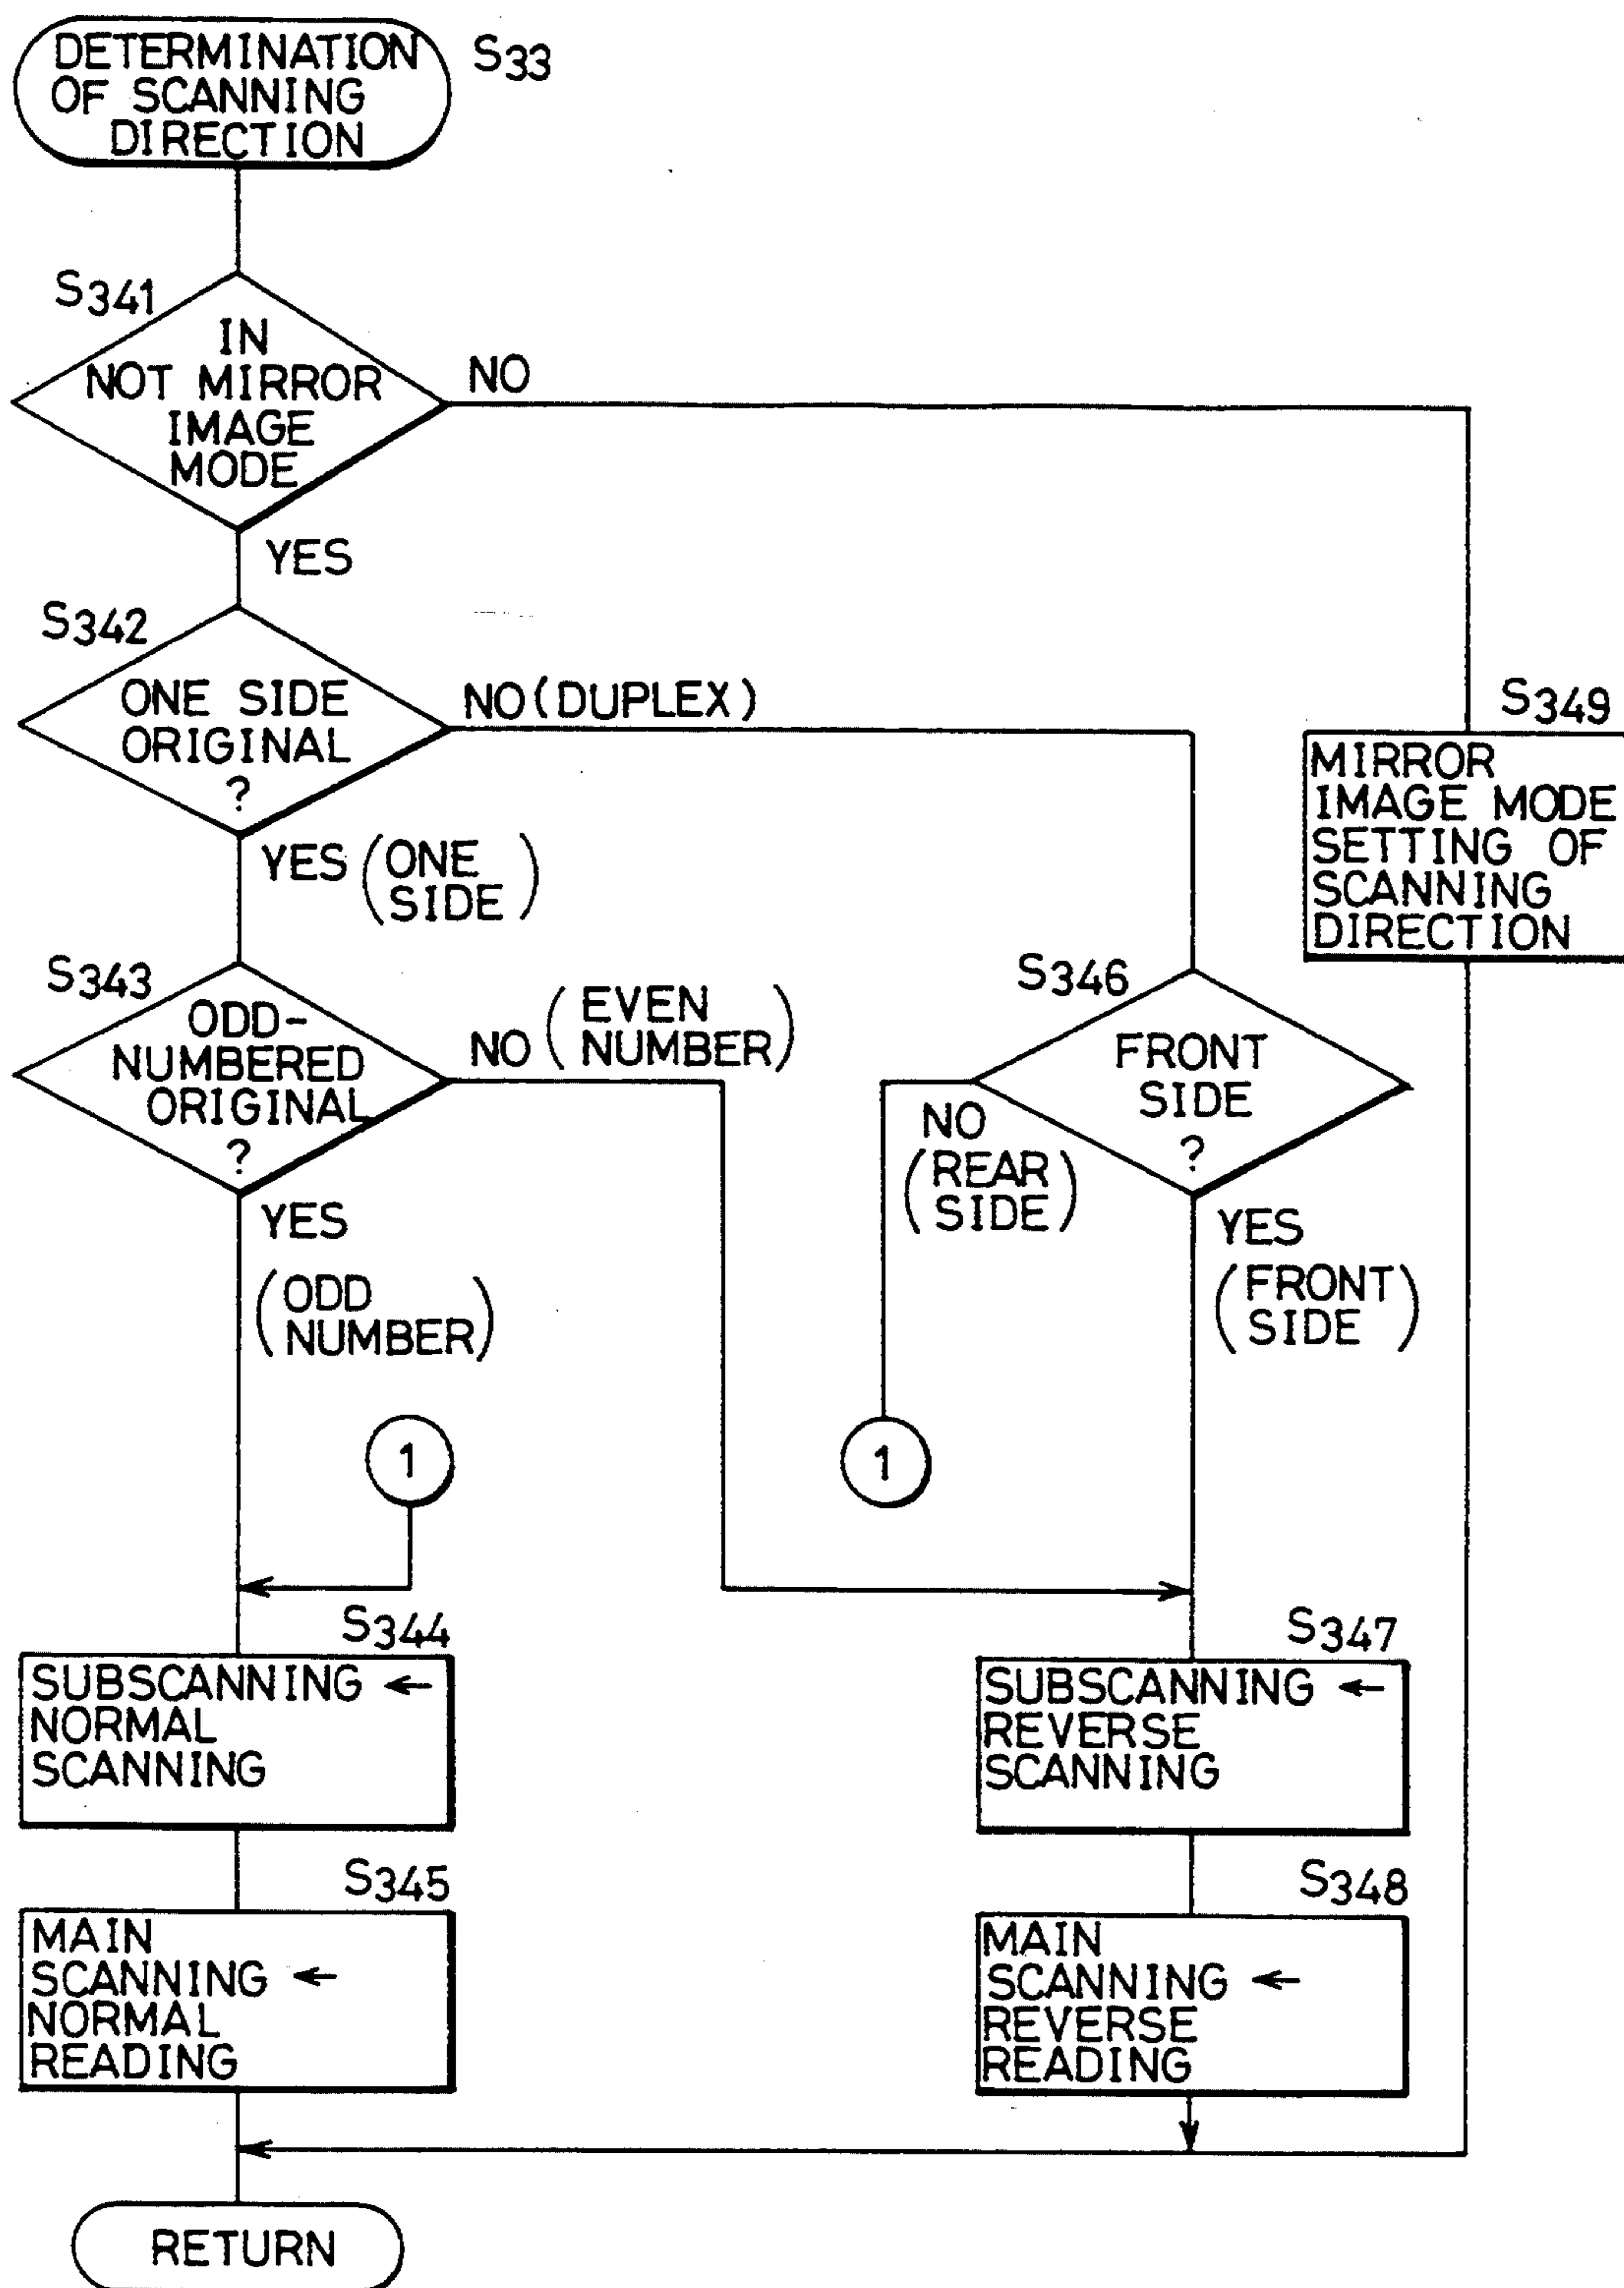 DETERMINATION
OF SCANNING
DIRECTION
S33
S341
IN
NOT MIRROR
IMAGE
MODE
NO
YES
S342
ONE SIDE
ORIGINAL
?
NO (DUPLEX)
YES (ONE
SIDE)
S349
MIRROR
IMAGE MODE
SETTING OF
SCANNING
DIRECTION
S343
ODD-
NUMBERED
ORIGINAL
?
NO (EVEN
NUMBER)
YES
(ODD
NUMBER)
S346
FRONT
SIDE
?
NO
(REAR
SIDE)
YES
(FRONT
SIDE)
1
1
S344
SUBSCANNING ←
NORMAL
SCANNING
S347
SUBSCANNING ←
REVERSE
SCANNING
S345
MAIN
SCANNING ←
NORMAL
READING
S348
MAIN
SCANNING ←
REVERSE
READING
RETURN